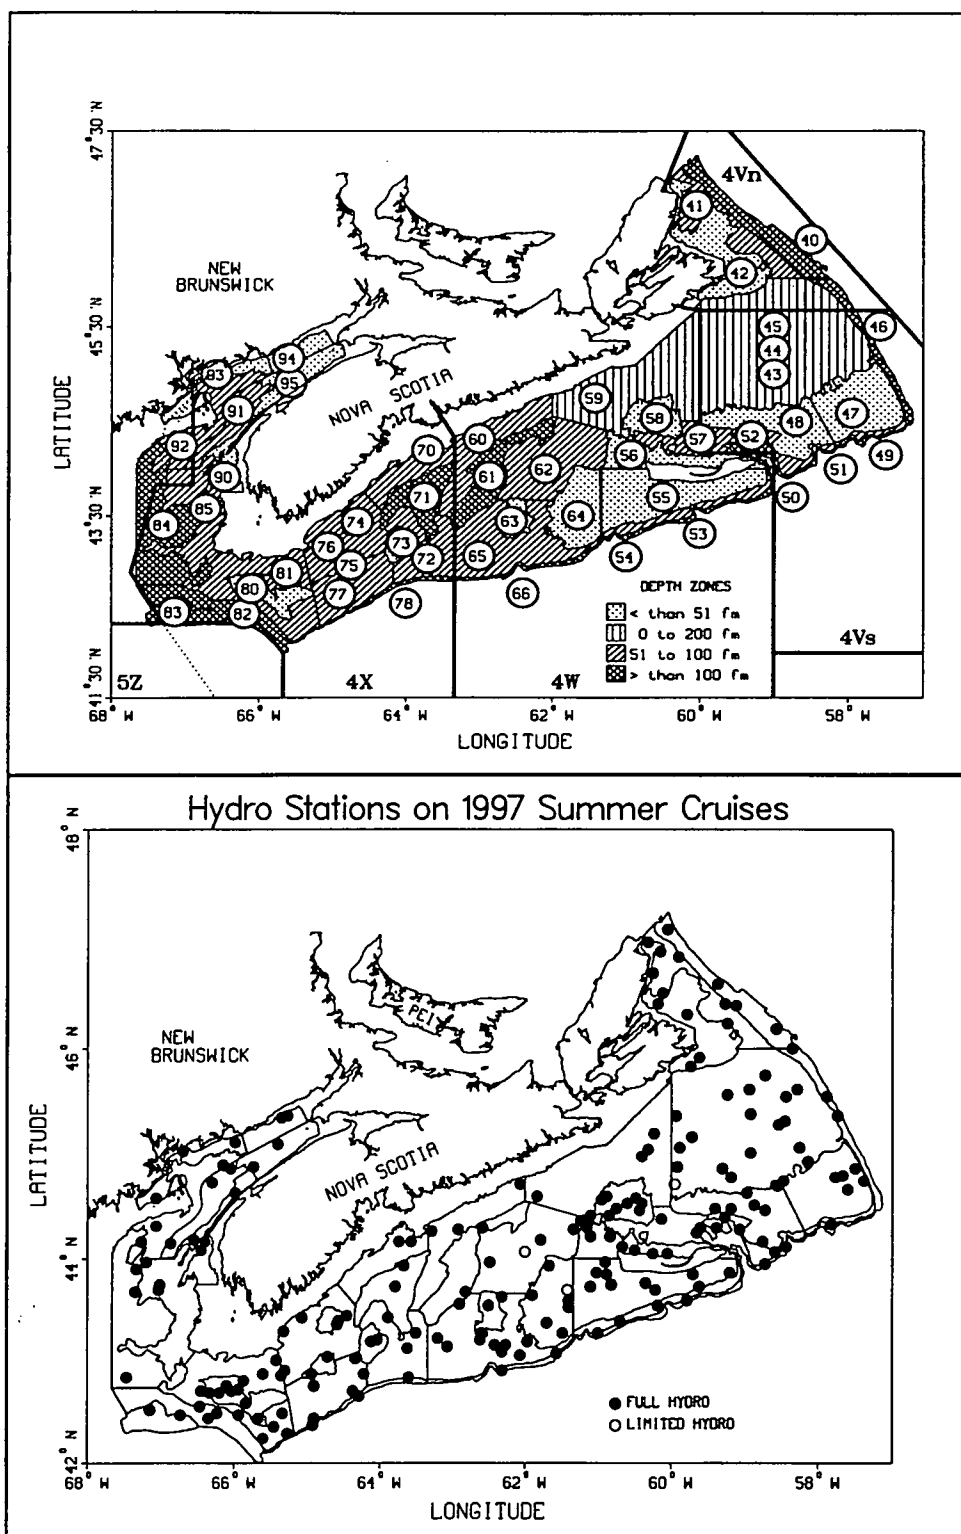 47° 30' N
4Vn
41
40
NEW
BRUNSWICK
42
45° 30' N
45
46
94
44
93
95
43
NOVA SCOTIA
59
91
58
48
47
LATITUDE
92
70
60
57
52
49
56
62
51
90
61
85
71
55
50
43° 30' N
84
74
63
64
53
76
73
54
75
72
65
81
80
77
66
DEPTH ZONES
83
82
78
< than 51 fm
0 to 200 fm
51 to 100 fm
4Vs
> than 100 fm
41° 30' N
5Z
4X
4W
68° W
66° W
64° W
62° W
60° W
58° W
LONGITUDE
Hydro Stations on 1997 Summer Cruises
48° N
PEI
NEW
BRUNSWICK
46° N
LATITUDE
NOVA SCOTIA
44° N
FULL HYDRO
LIMITED HYDRO
42° N
68° W
66° W
64° W
62° W
60° W
58° W
LONGITUDE